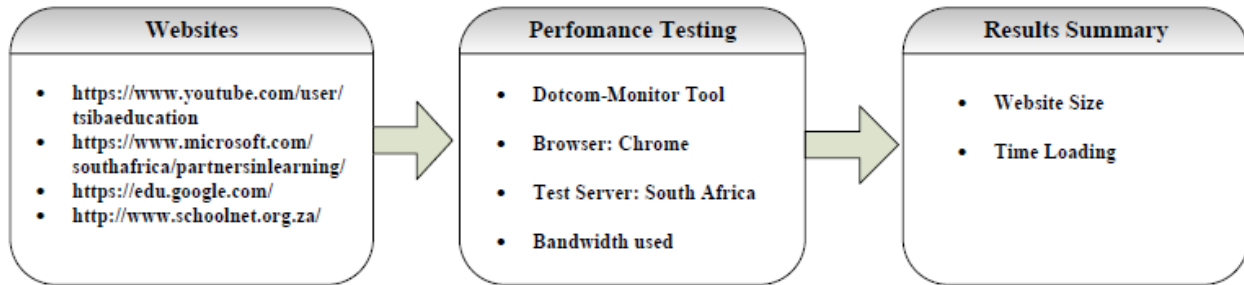 Websites
• https://www.youtube.com/user/
tsibaeducation
• https://www.microsoft.com/
southafrica/partnersinlearning/
• https://edu.google.com/
• http://www.schoolnet.org.za/
Perfomance Testing
• Dotcom-Monitor Tool
• Browser: Chrome
• Test Server: South Africa
• Bandwidth used
Results Summary
• Website Size
• Time Loading